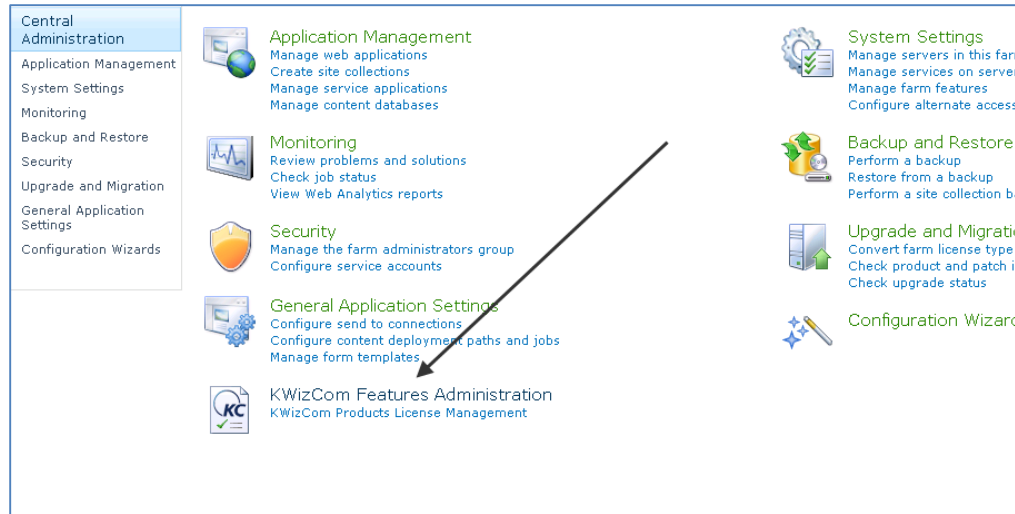 Central
Administration
Application Management
System Settings
Monitoring
Backup and Restore
Security
Upgrade and Migration
General Application
Settings
Configuration Wizards
Application Management
Manage web applications
Create site collections
Manage service applications
Manage content databases
Monitoring
Review problems and solutions
Check job status
View Web Analytics reports
Security
Manage the farm administrators group
Configure service accounts
General Application Settings
Configure send to connections
Configure content deployment paths and jobs
Manage form templates
KC
KWizCom Features Administration
KWizCom Products License Management
System Settings
Manage servers in this far
Manage services on server
Manage farm features
Configure alternate access
Backup and Restore
Perform a backup
Restore from a backup
Perform a site collection b
Upgrade and Migrati
Convert farm license type
Check product and patch i
Check upgrade status
Configuration Wizard